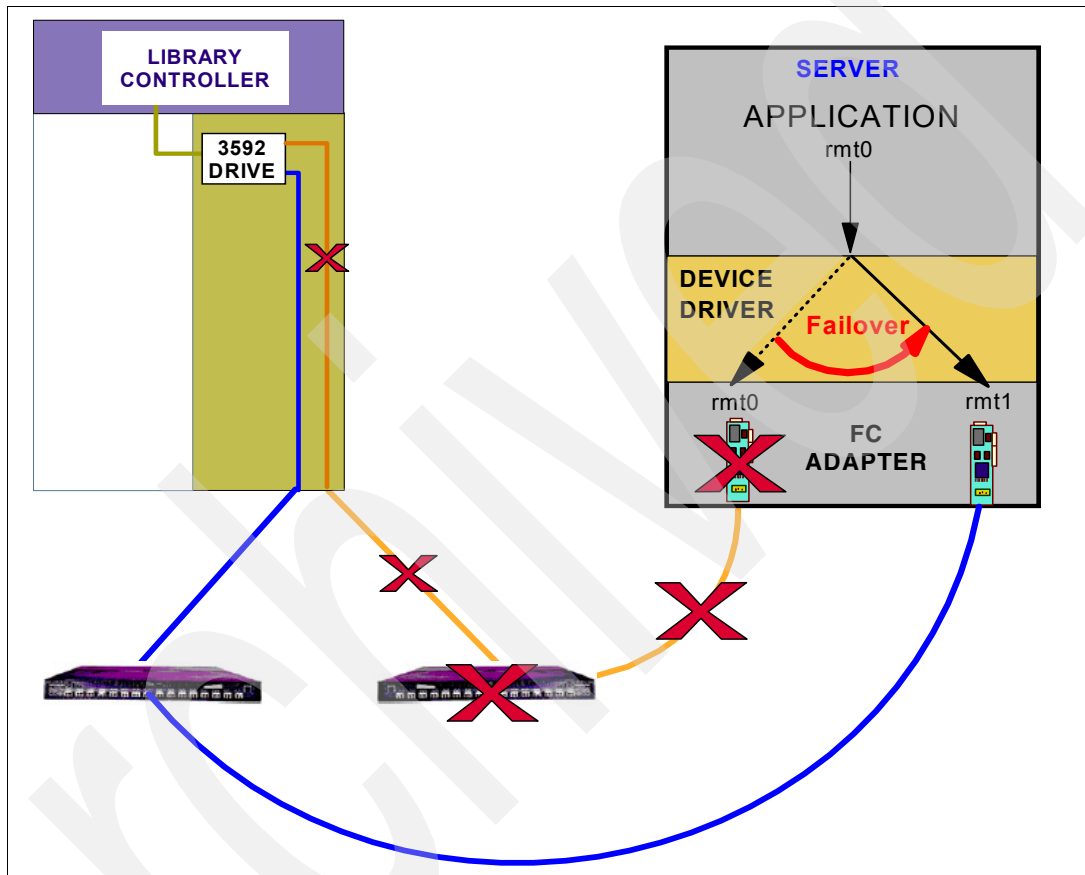 LIBRARY
CONTROLLER
3592
DRIVE
SERVER
APPLICATION
rmt0
DEVICE
DRIVER
Failover
rmt0
rmt1
FC
ADAPTER